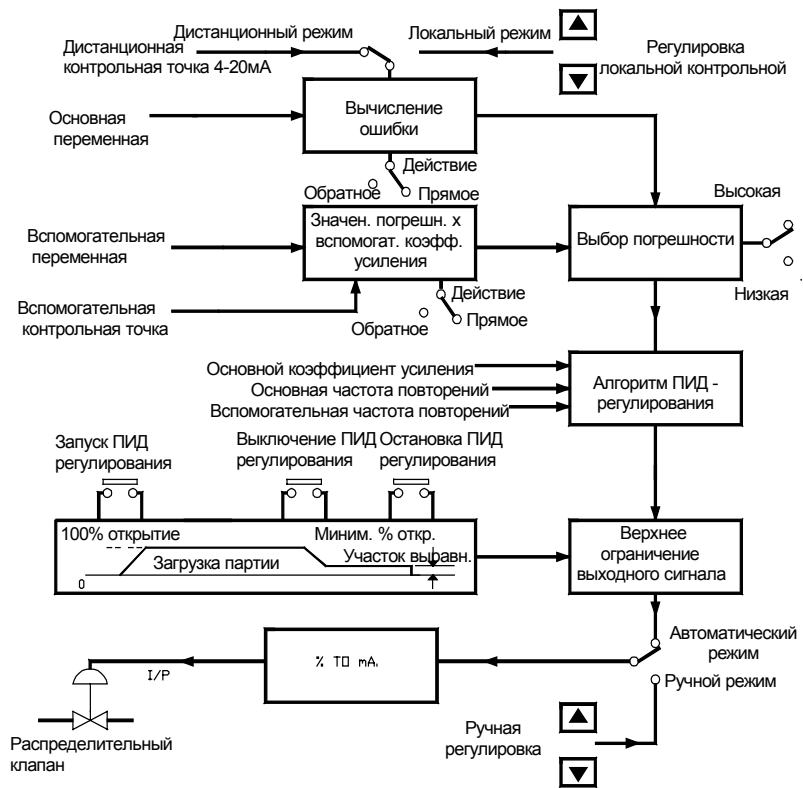 Дистанционный режим
Локальный режим
Дистанционная
контрольная точка 4-20мА
Регулировка
локальной контрольной
Основная
переменная
Вычисление
ошибки
Действие
Обратное
Прямое
Высокая
Вспомогательная
переменная
Значен. погрешн. х
вспомогат. коэфф.
усиления
Выбор погрешности
Низкая
Вспомогательная
контрольная точка
Действие
Обратное
Прямое
Основной коэффициент усиления
Основная частота повторений
Вспомогательная частота повторений
Алгоритм ПИД -
регулирования
Запуск ПИД
регулирования
Выключение ПИД
регулирования
Остановка ПИД
регулирования
100% открытие
Миним. % откр.
Загрузка партии
Участок выравн.
0
Верхнее
ограничение
выходного сигнала
Автоматический
режим
% TO mA.
I/P
Ручной режим
Распределительный
клапан
Ручная
регулировка